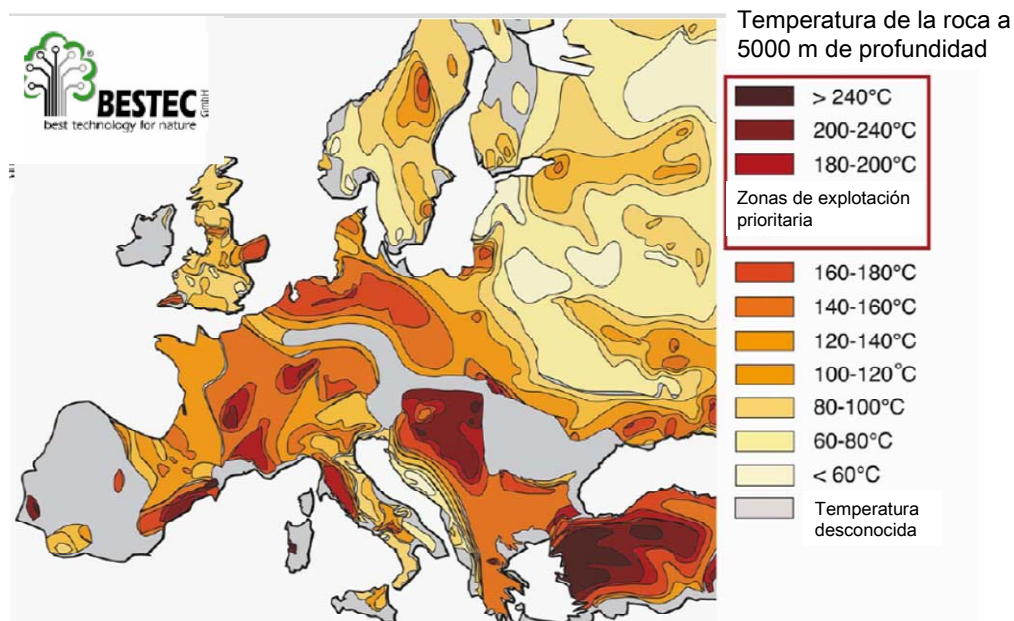 BESTEC®
GmbH
best technology for nature
Temperatura de la roca a
5000 m de profundidad
> 240°C
200-240°C
180-200°C
Zonas de explotación
prioritaria
160-180°C
140-160°C
120-140°C
100-120°C
80-100°C
60-80°C
< 60°C
Temperatura
desconocida